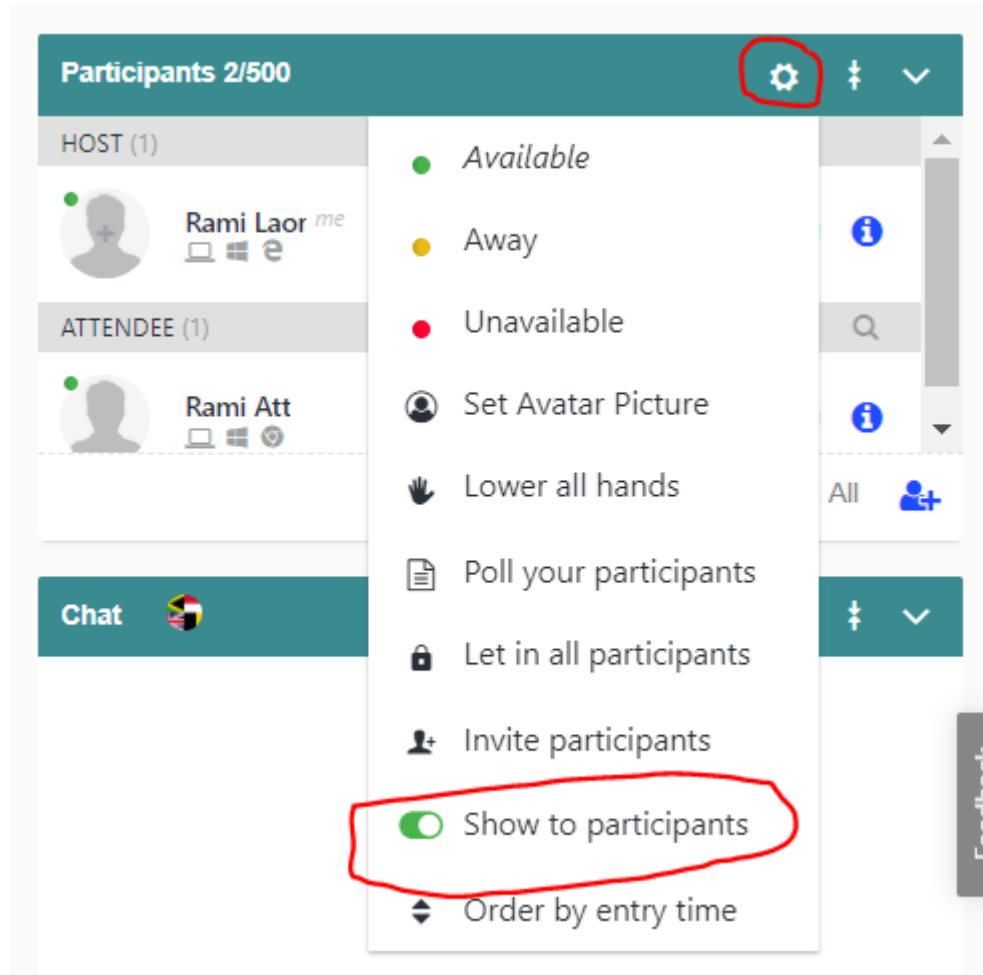 Participants 2/500
HOST (1)
Rami Laor me
ATTENDEE (1)
Rami Att
All
Available
Away
Unavailable
Set Avatar Picture
Lower all hands
Poll your participants
Let in all participants
Invite participants
Show to participants
Order by entry time
Chat
Feedback